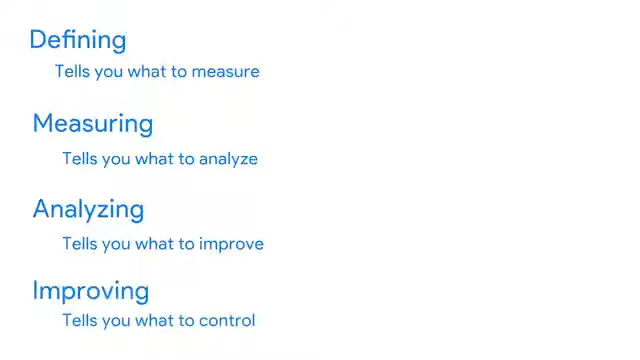 Defining
Tells you what to measure
Measuring
Tells you what to analyze
Analyzing
Tells you what to improve
Improving
Tells you what to control